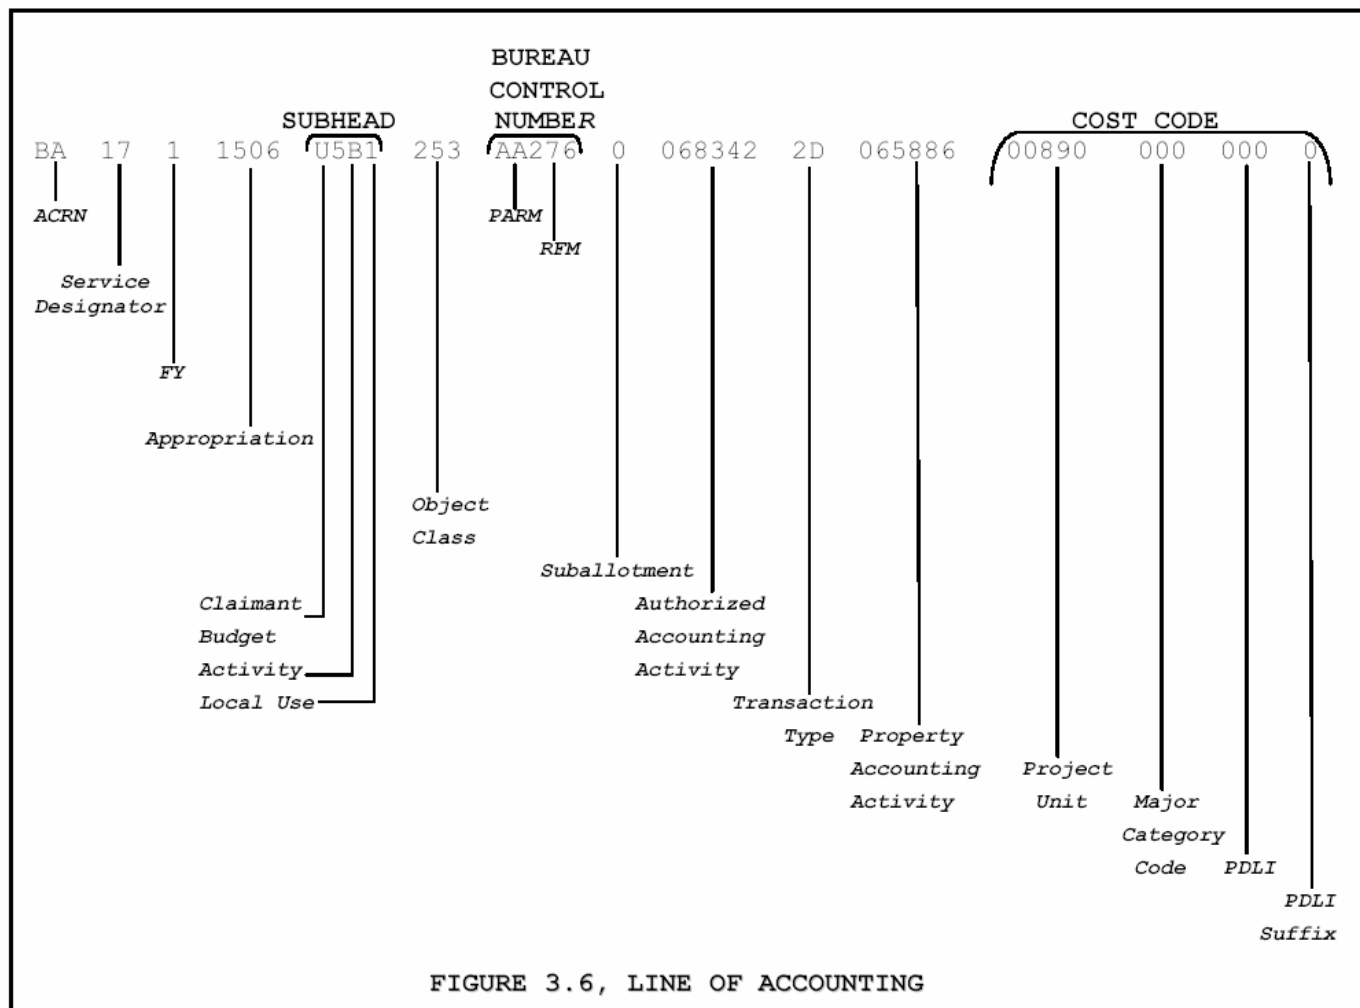 BUREAU
CONTROL
SUBHEAD NUMBER COST CODE
BA 17 1 1506 U5B1 253 AA276 0 068342 2D 065886 00890 000 000 0
ACRN PARM
RFM
Service
Designator
FY
Appropriation
Object
Class
Suballotment
Claimant Authorized
Budget Accounting
Activity Activity
Local Use Transaction
Type Property
Accounting Project
Activity Unit Major
Category
Code PDLI
PDLI
Suffix
FIGURE 3.6, LINE OF ACCOUNTING